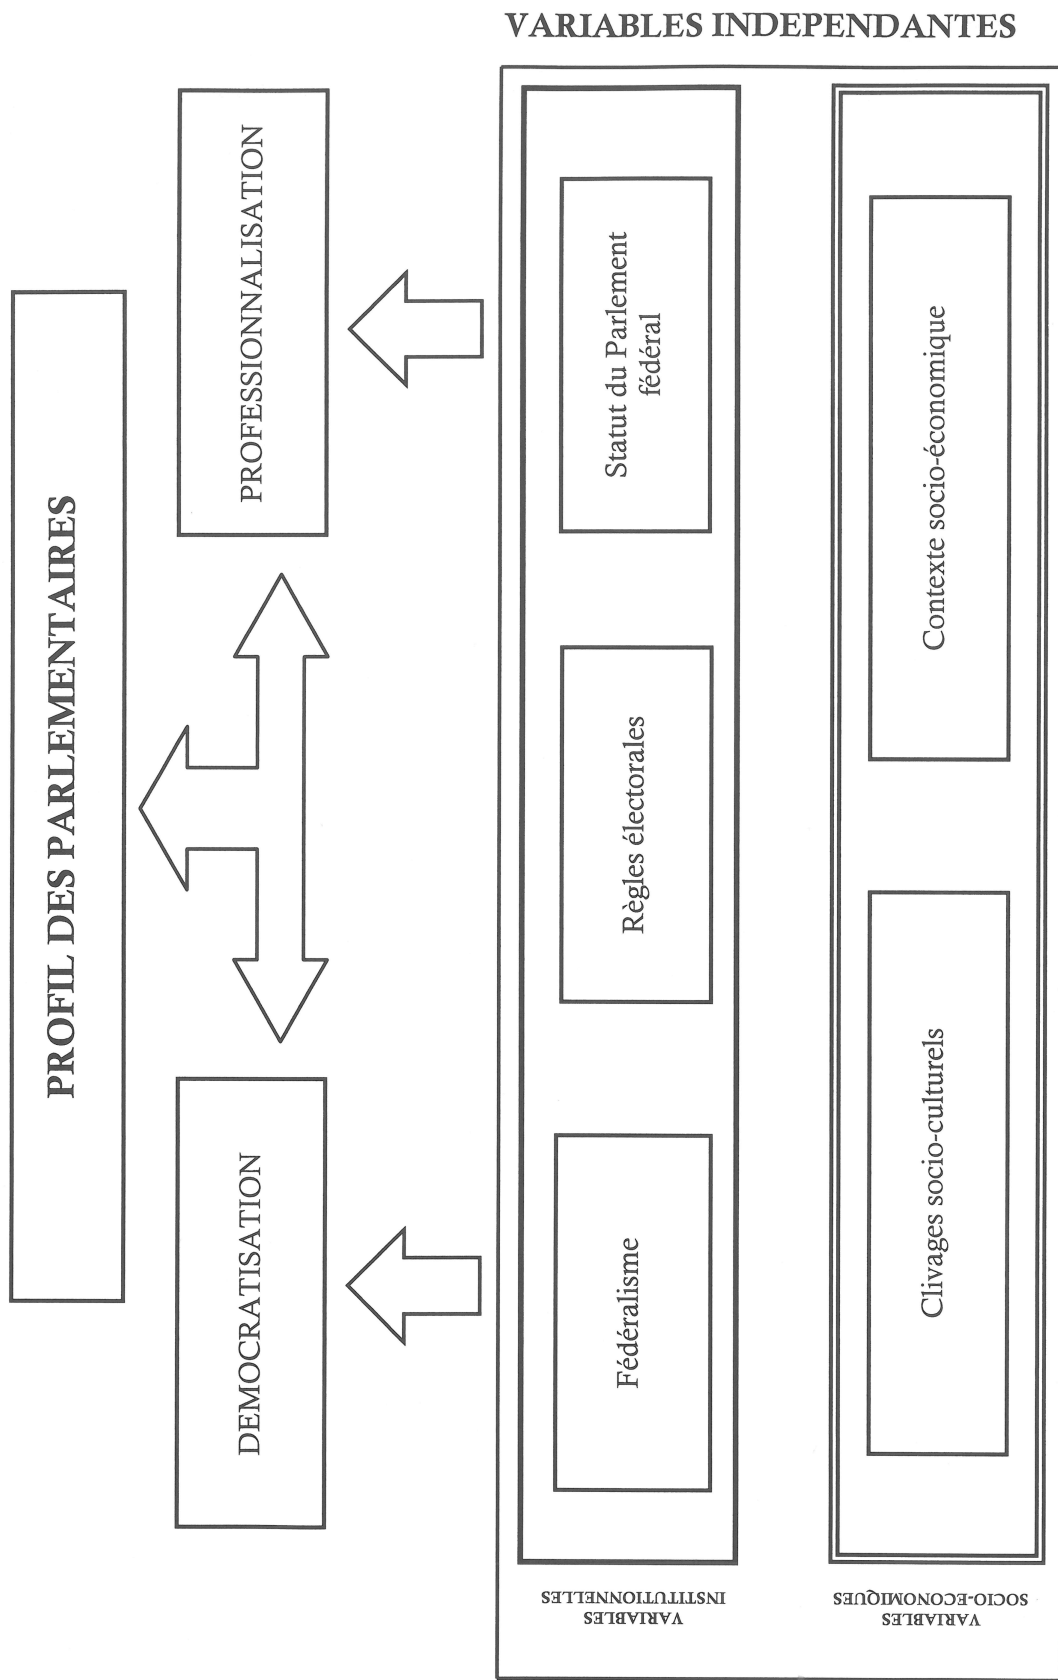 PROFIL DES PARLEMENTAIRES
DEMOCRATISATION
PROFESSIONNALISATION
VARIABLES INDEPENDANTES
VARIABLES
INSTITUTIONNELLES
Fédéralisme
Règles électorales
Statut du Parlement
fédéral
VARIABLES
SOCIO-ECONOMIQUES
Clivages socio-culturels
Contexte socio-économique